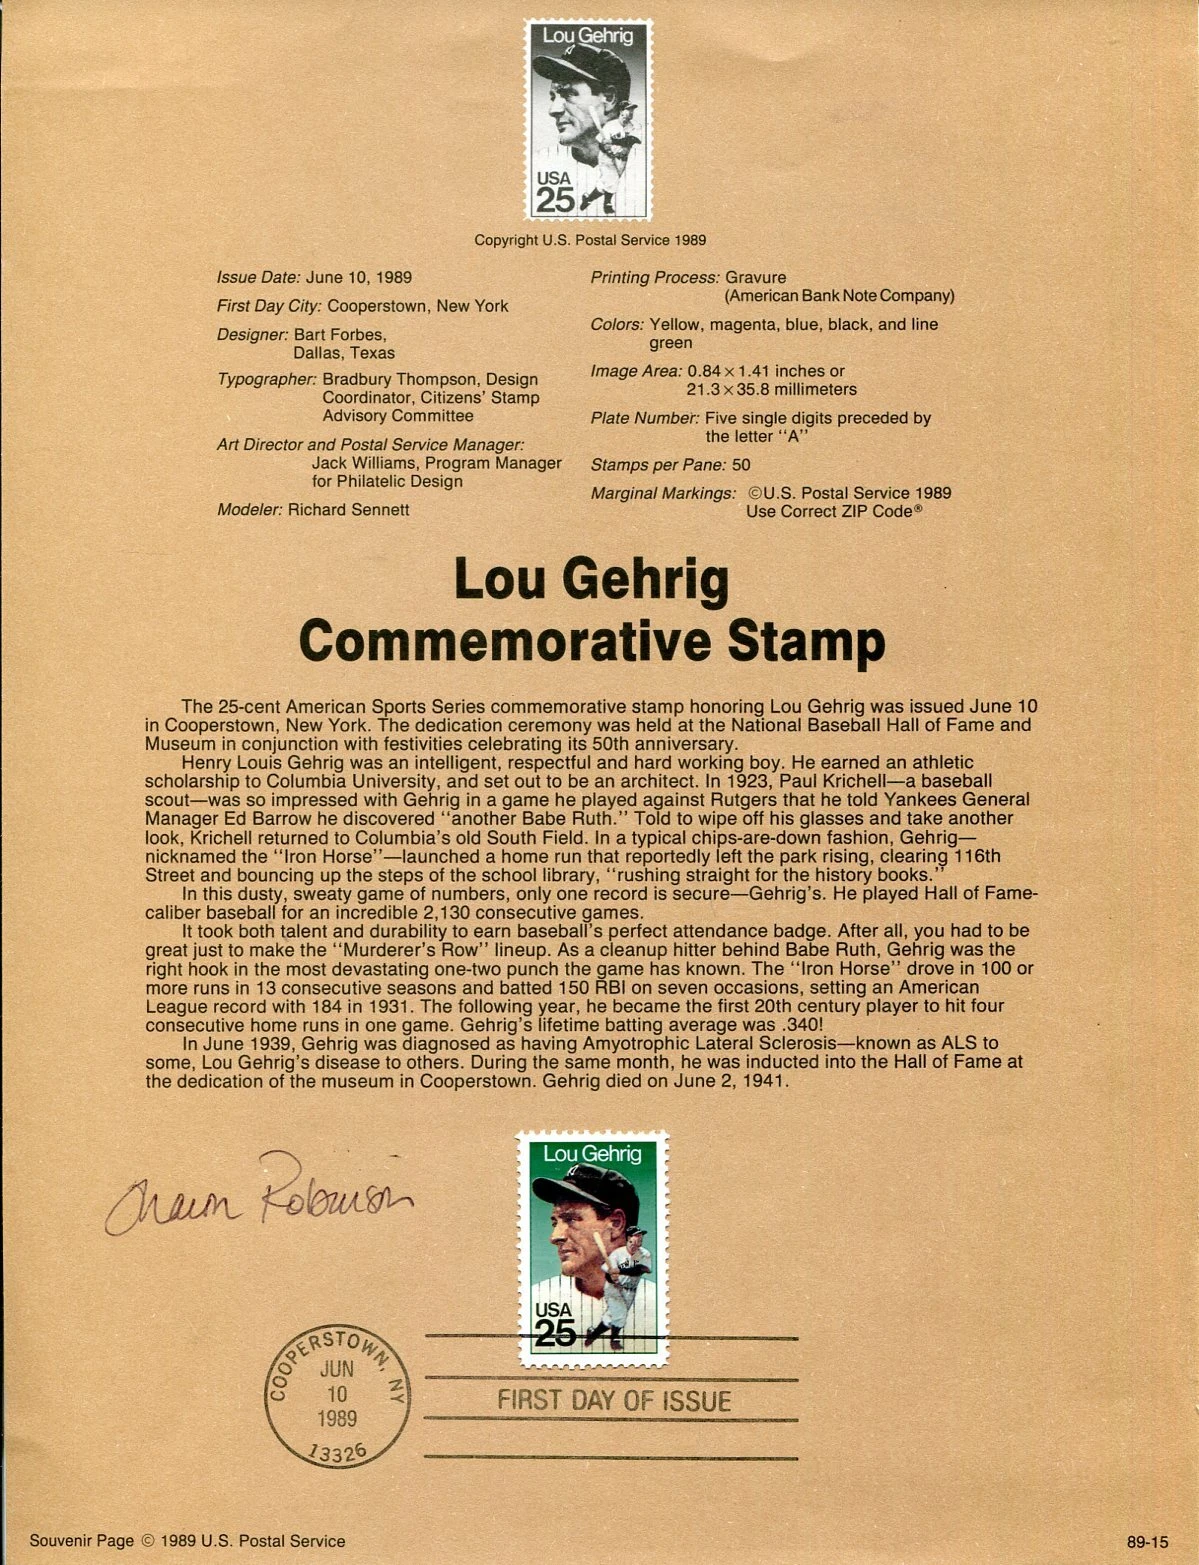 Lou Gehrig
USA
25
Copyright U.S. Postal Service 1989
Issue Date: June 10, 1989
First Day City: Cooperstown, New York
Designer: Bart Forbes,
Dallas, Texas
Typographer: Bradbury Thompson, Design
Coordinator, Citizens' Stamp
Advisory Committee
Art Director and Postal Service Manager:
Jack Williams, Program Manager
for Philatelic Design
Modeler: Richard Sennett
Printing Process: Gravure
(American Bank Note Company)
Colors: Yellow, magenta, blue, black, and line
green
Image Area: 0.84 × 1.41 inches or
21.3 × 35.8 millimeters
Plate Number: Five single digits preceded by
the letter "A"
Stamps per Pane: 50
Marginal Markings: ©U.S. Postal Service 1989
Use Correct ZIP Code®
Lou Gehrig
Commemorative Stamp
The 25-cent American Sports Series commemorative stamp honoring Lou Gehrig was issued June 10
in Cooperstown, New York. The dedication ceremony was held at the National Baseball Hall of Fame and
Museum in conjunction with festivities celebrating its 50th anniversary.
Henry Louis Gehrig was an intelligent, respectful and hard working boy. He earned an athletic
scholarship to Columbia University, and set out to be an architect. In 1923, Paul Krichell—a baseball
scout—was so impressed with Gehrig in a game he played against Rutgers that he told Yankees General
Manager Ed Barrow he discovered "another Babe Ruth." Told to wipe off his glasses and take another
look, Krichell returned to Columbia's old South Field. In a typical chips-are-down fashion, Gehrig—
nicknamed the "Iron Horse"—launched a home run that reportedly left the park rising, clearing 116th
Street and bouncing up the steps of the school library, "rushing straight for the history books."
In this dusty, sweaty game of numbers, only one record is secure—Gehrig's. He played Hall of Fame-
caliber baseball for an incredible 2,130 consecutive games.
It took both talent and durability to earn baseball's perfect attendance badge. After all, you had to be
great just to make the "Murderer's Row" lineup. As a cleanup hitter behind Babe Ruth, Gehrig was the
right hook in the most devastating one-two punch the game has known. The "Iron Horse" drove in 100 or
more runs in 13 consecutive seasons and batted 150 RBI on seven occasions, setting an American
League record with 184 in 1931. The following year, he became the first 20th century player to hit four
consecutive home runs in one game. Gehrig's lifetime batting average was .340!
In June 1939, Gehrig was diagnosed as having Amyotrophic Lateral Sclerosis—known as ALS to
some, Lou Gehrig's disease to others. During the same month, he was inducted into the Hall of Fame at
the dedication of the museum in Cooperstown. Gehrig died on June 2, 1941.
Sharon Robinson
Lou Gehrig
USA
25
COOPERSTOWN, NY
JUN
10
1989
13326
FIRST DAY OF ISSUE
Souvenir Page © 1989 U.S. Postal Service
89-15